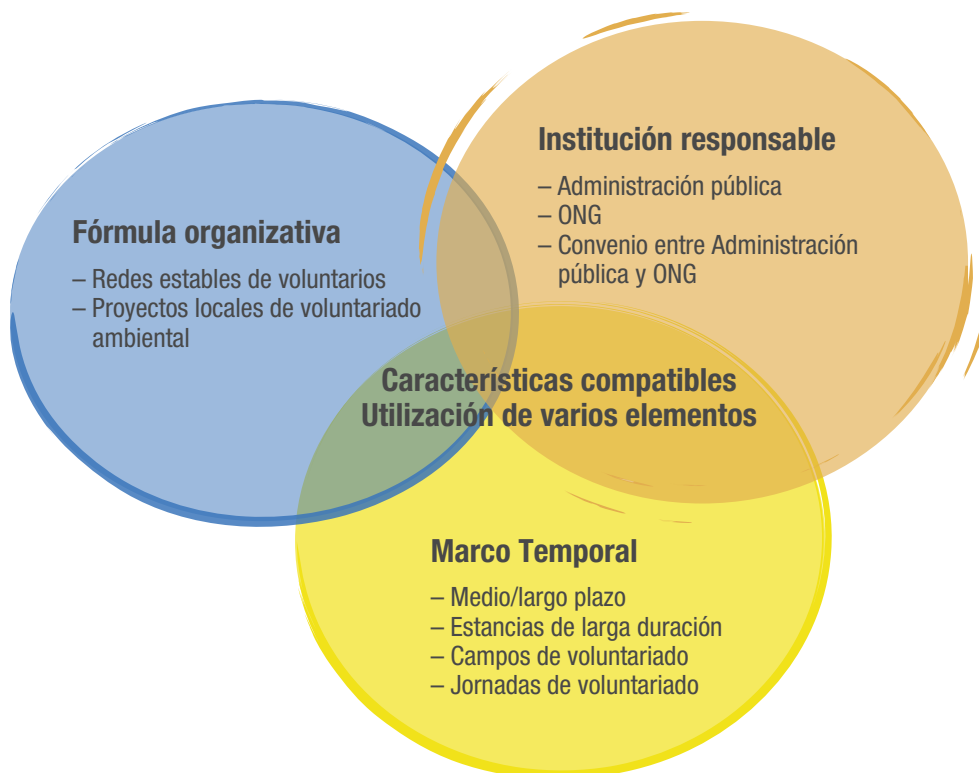 Institución responsable
– Administración pública
– ONG
– Convenio entre Administración
pública y ONG
Fórmula organizativa
– Redes estables de voluntarios
– Proyectos locales de voluntariado
ambiental
Características compatibles
Utilización de varios elementos
Marco Temporal
– Medio/largo plazo
– Estancias de larga duración
– Campos de voluntariado
– Jornadas de voluntariado